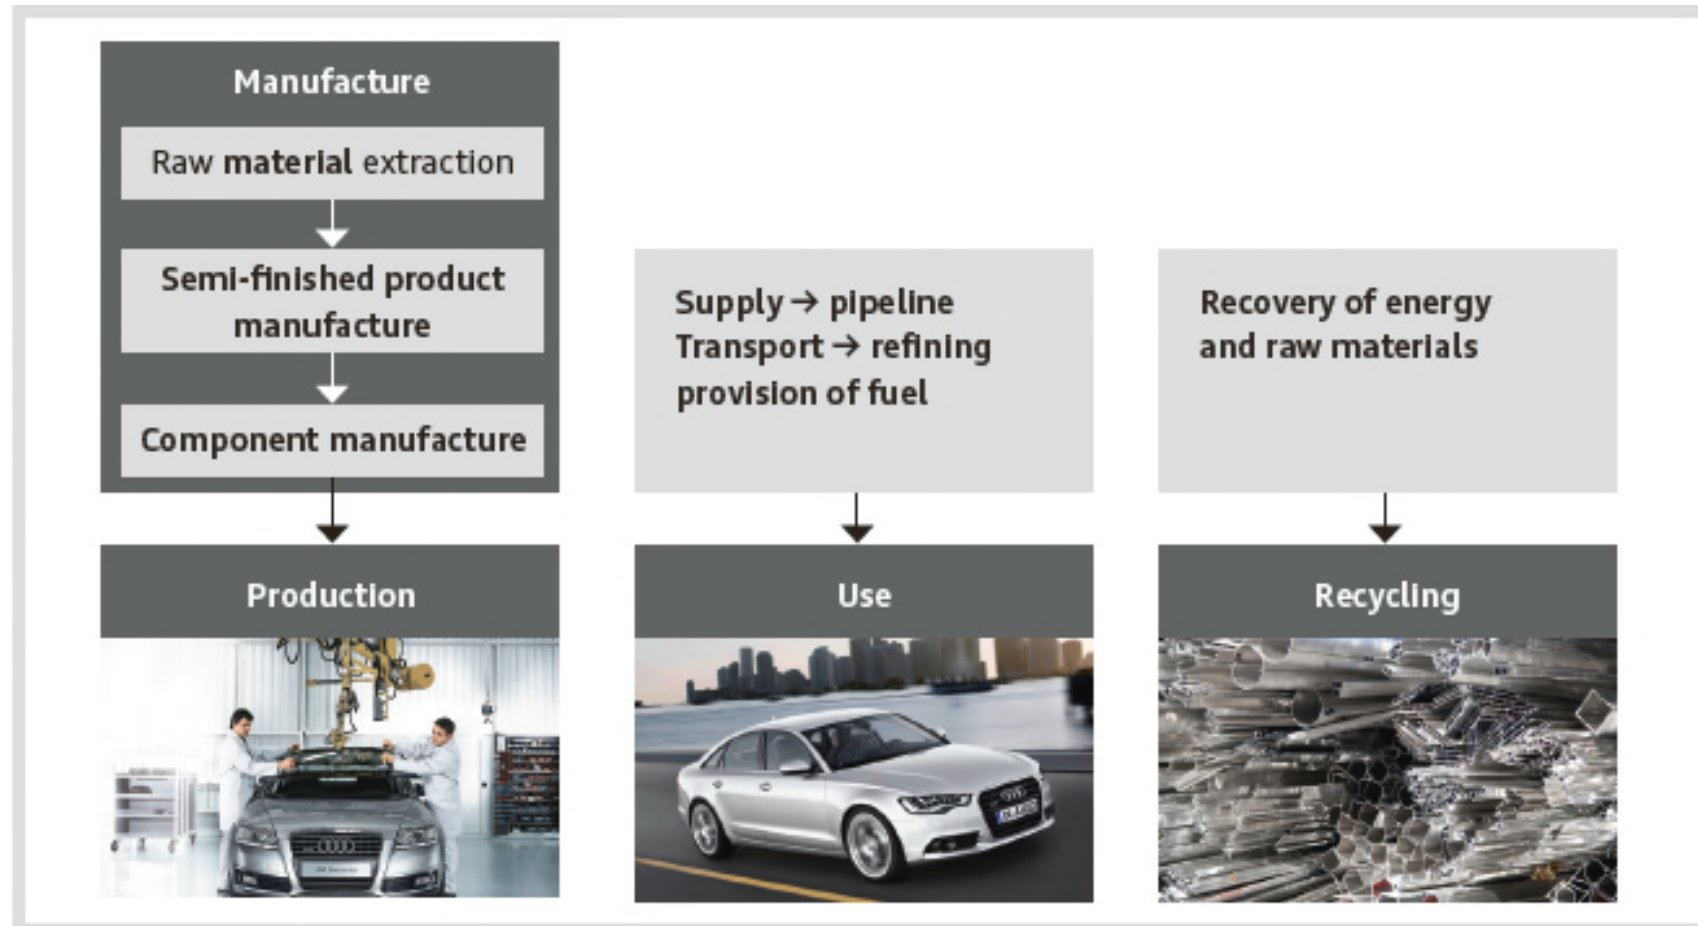 Manufacture
Raw material extraction
Semi-finished product
manufacture
Component manufacture
Supply → pipeline
Transport → refining
provision of fuel
Recovery of energy
and raw materials
Production
Use
Recycling